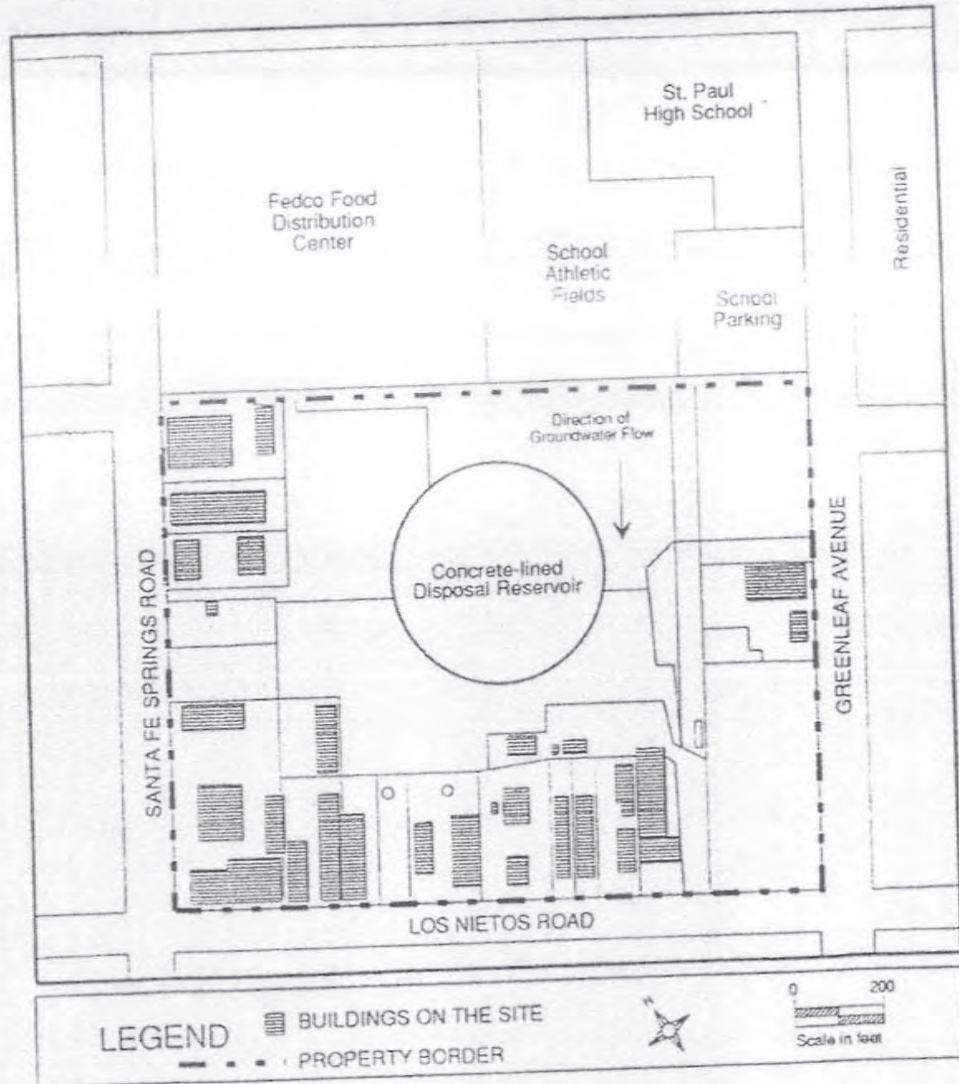 St. Paul
High School
Fedco Food
Distribution
Center
School
Athletic
Fields
School
Parking
Residential
Direction of
Groundwater Flow
Concrete-lined
Disposal Reservoir
SANTA FE SPRINGS ROAD
GREENLEAF AVENUE
LOS NIETOS ROAD
LEGEND
BUILDINGS ON THE SITE
PROPERTY BORDER
N
0 200
Scale in feet